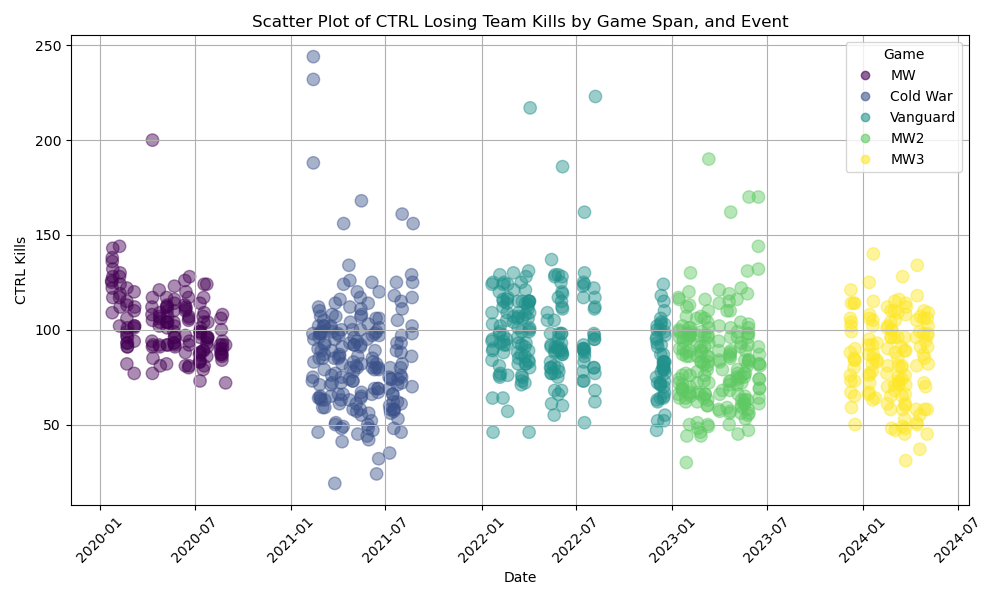 Scatter Plot of CTRL Losing Team Kills by Game Span, and Event
250
200
150
100
50
CTRL Kills
Game
MW
Cold War
Vanguard
MW2
MW3
2020-01
2020-07
2021-01
2021-07
2022-01
2022-07
2023-01
2023-07
2024-01
2024-07
Date